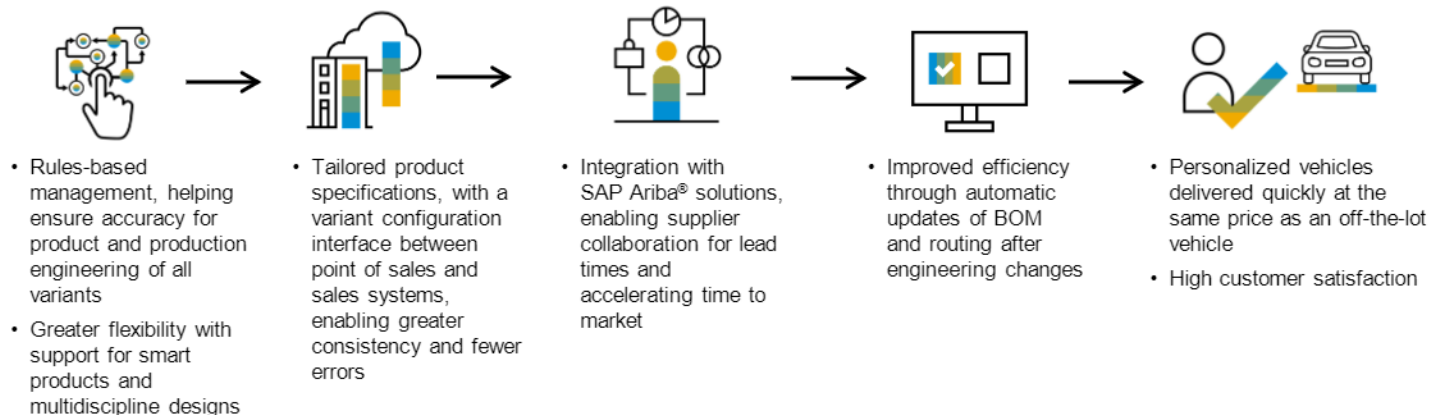 • Rules-based
management, helping
ensure accuracy for
product and production
engineering of all
variants
• Greater flexibility with
support for smart
products and
multidiscipline designs
• Tailored product
specifications, with a
variant configuration
interface between
point of sales and
sales systems,
enabling greater
consistency and fewer
errors
• Integration with
SAP Ariba® solutions,
enabling supplier
collaboration for lead
times and
accelerating time to
market
• Improved efficiency
through automatic
updates of BOM
and routing after
engineering changes
• Personalized vehicles
delivered quickly at the
same price as an off-the-lot
vehicle
• High customer satisfaction